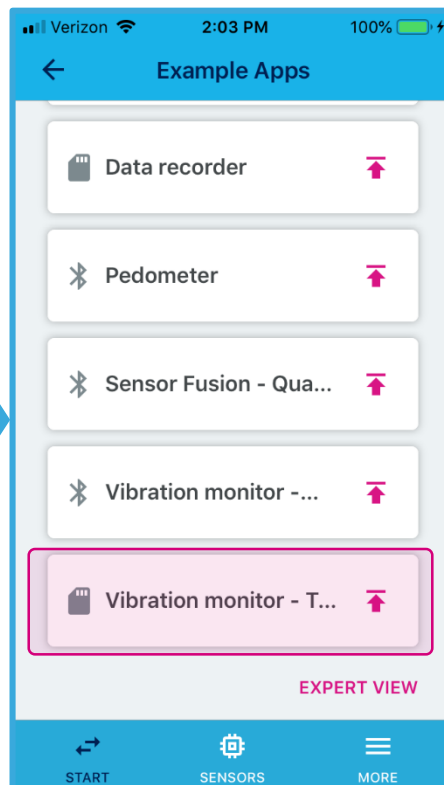 Verizon 2:03 PM 100%
Example Apps
Data recorder
Pedometer
Sensor Fusion - Qua...
Vibration monitor -...
Vibration monitor - T...
EXPERT VIEW
START SENSORS MORE